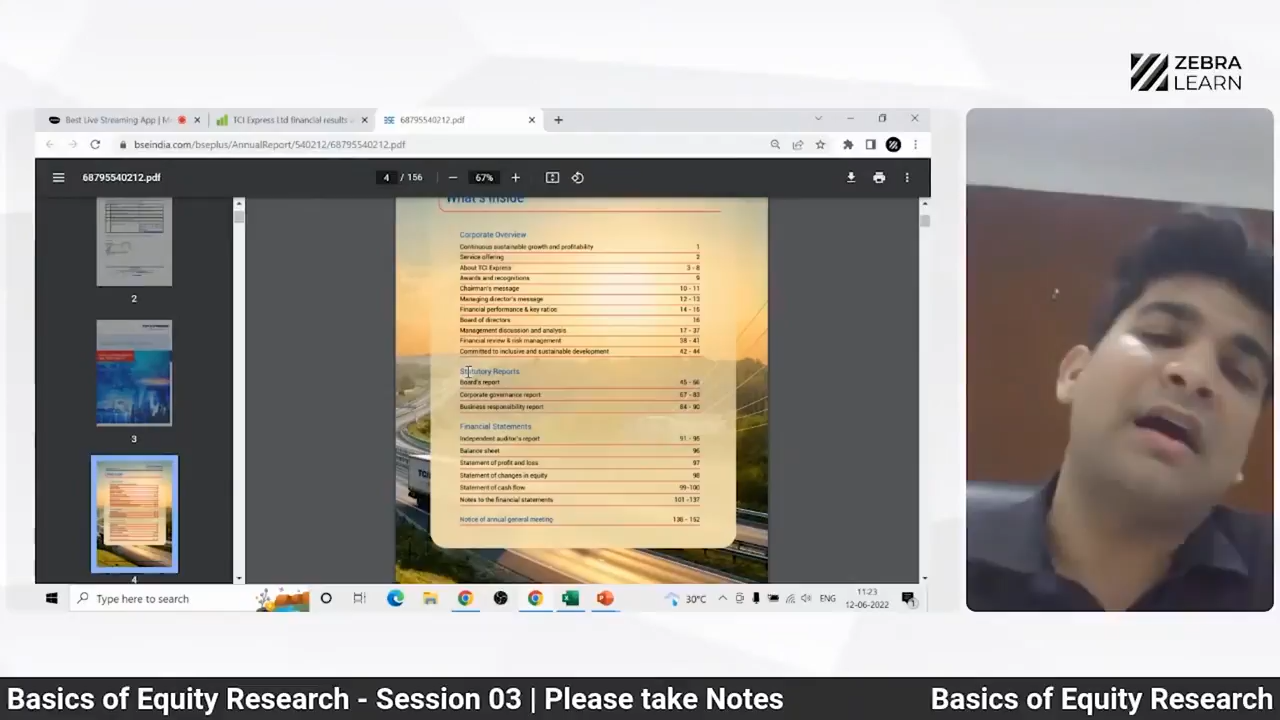 ZEBRA
LEARN
Best Live Streaming App | M
TCI Express Ltd financial results
68795540212.pdf
bseindia.com/bseplus/AnnualReport/540212/68795540212.pdf
68795540212.pdf
4 / 156
67%
What's Inside
Corporate Overview
Continuous sustainable growth and profitability 1
Service offering 2
About TCI Express 3 - 8
Awards and recognitions 9
Chairman's message 10 - 11
Managing director's message 12 - 13
Financial performance & key ratios 14 - 15
Board of directors 16
Management discussion and analysis 17 - 37
Financial review & risk management 38 - 41
Committed to inclusive and sustainable development 42 - 44
Statutory Reports
Board's report 45 - 66
Corporate governance report 67 - 83
Business responsibility report 84 - 90
Financial Statements
Independent auditor's report 91 - 95
Balance sheet 96
Statement of profit and loss 97
Statement of changes in equity 98
Statement of cash flow 99-100
Notes to the financial statements 101 -137
Notice of annual general meeting 138 - 152
2
3
4
Type here to search
30°C
ENG
11:23
12-06-2022
Basics of Equity Research - Session 03 | Please take Notes
Basics of Equity Research